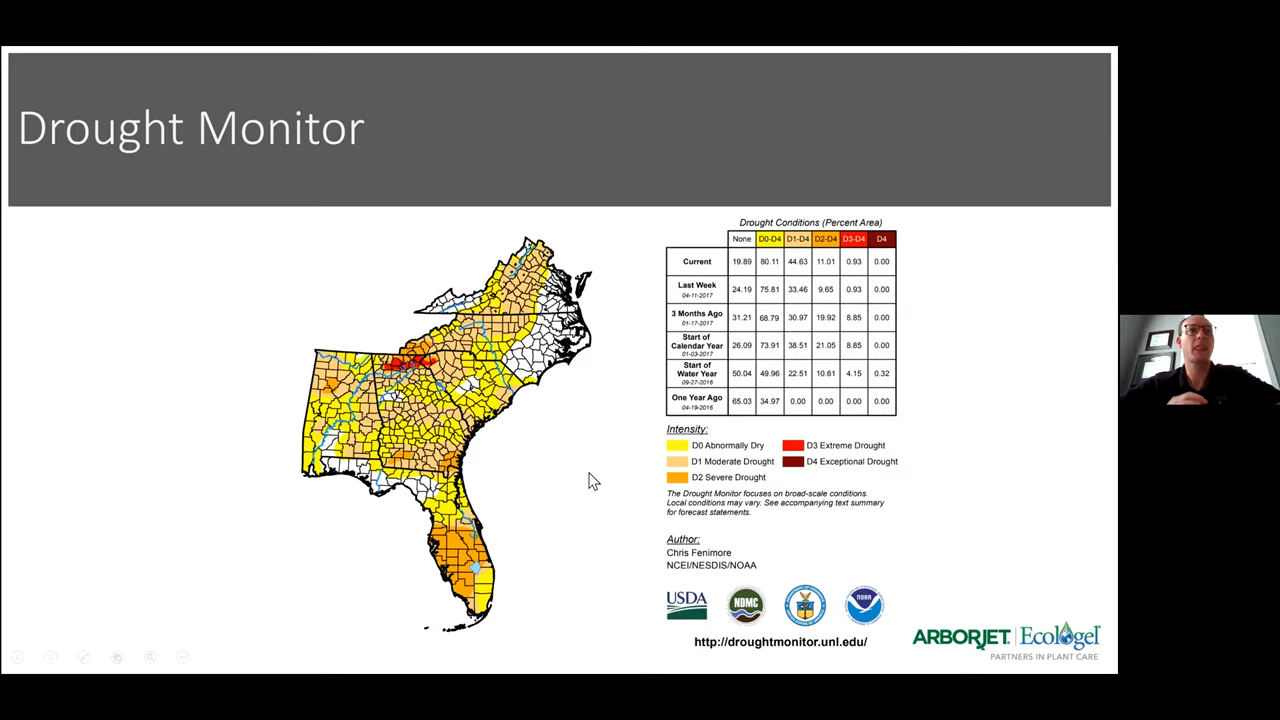 Drought Monitor
Drought Conditions (Percent Area)
None D0-D4 D1-D4 D2-D4 D3-D4 D4
Current 19.89 80.11 44.63 11.01 0.93 0.00
Last Week 24.19 75.81 33.46 9.65 0.93 0.00
04-11-2017
3 Months Ago 31.21 68.79 30.97 19.92 8.85 0.00
01-17-2017
Start of
Calendar Year 26.09 73.91 38.51 21.05 8.85 0.00
01-03-2017
Start of
Water Year 50.04 49.96 22.51 10.61 4.15 0.32
09-27-2016
One Year Ago 65.03 34.97 0.00 0.00 0.00 0.00
04-19-2016
Intensity:
D0 Abnormally Dry D3 Extreme Drought
D1 Moderate Drought D4 Exceptional Drought
D2 Severe Drought
The Drought Monitor focuses on broad-scale conditions.
Local conditions may vary. See accompanying text summary
for forecast statements.
Author:
Chris Fenimore
NCEI/NESDIS/NOAA
USDA NDMC NOAA
http://droughtmonitor.unl.edu/
ARBORJET Ecologel
PARTNERS IN PLANT CARE